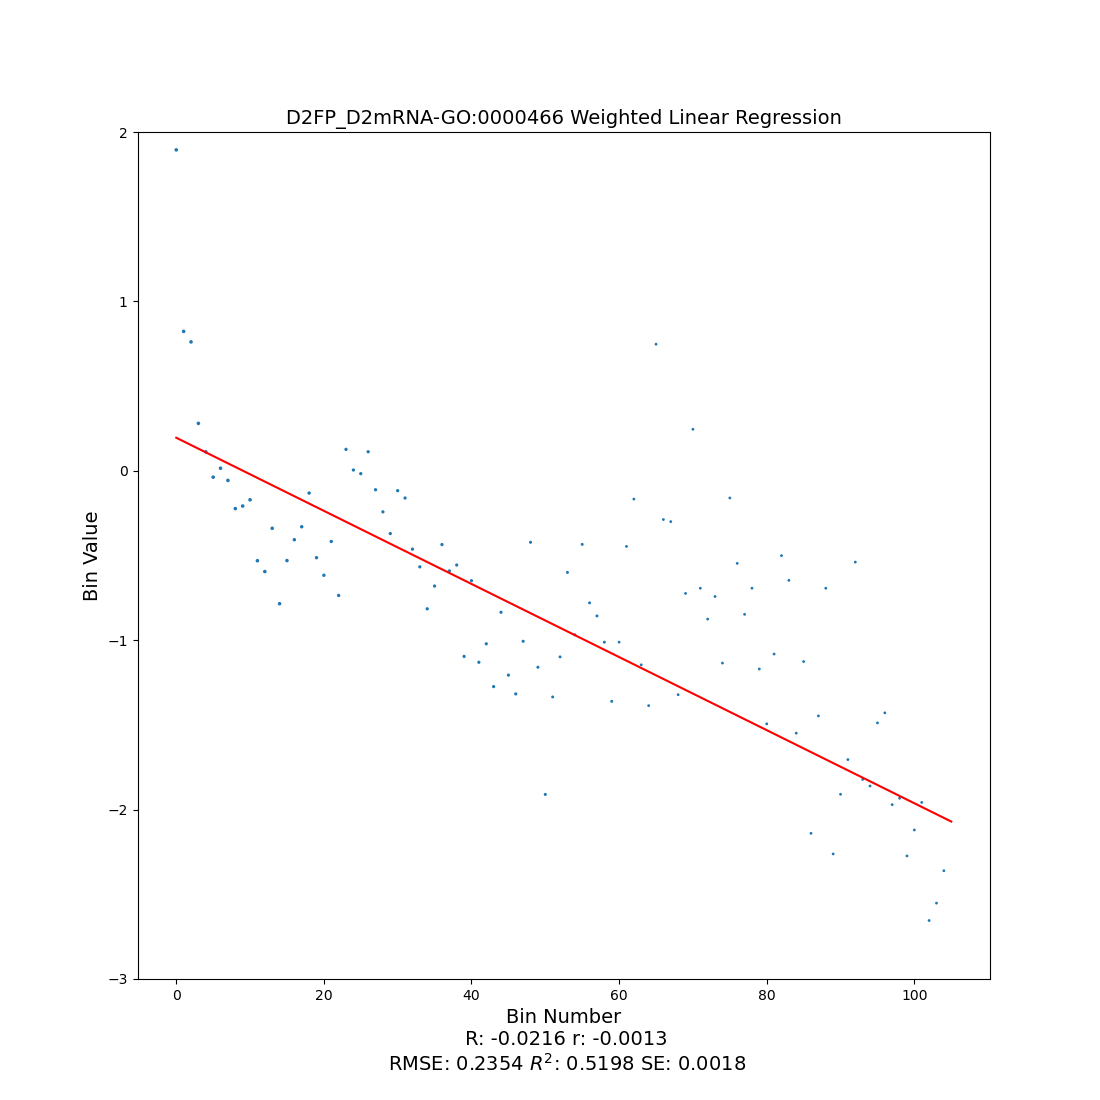 D2FP_D2mRNA-GO:0000466 Weighted Linear Regression
2
1
0
−1
−2
−3
Bin Value
0 20 40 60 80 100
Bin Number
R: -0.0216 r: -0.0013
RMSE: 0.2354 R²: 0.5198 SE: 0.0018